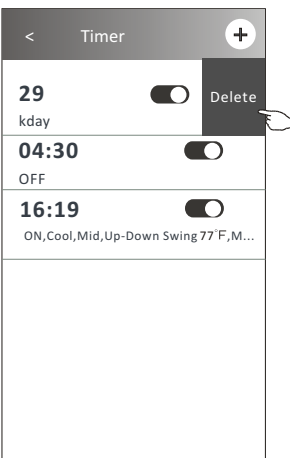 < Timer +
29 Delete
kday
04:30
OFF
16:19
ON,Cool,Mid,Up-Down Swing 77°F,M...